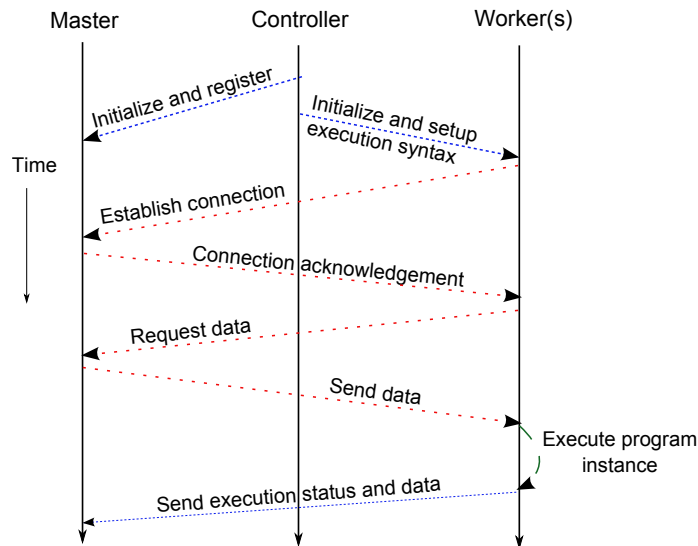 Master
Controller
Worker(s)
Initialize and register
Initialize and setup
execution syntax
Time
Establish connection
Connection acknowledgement
Request data
Send data
Execute program
instance
Send execution status and data